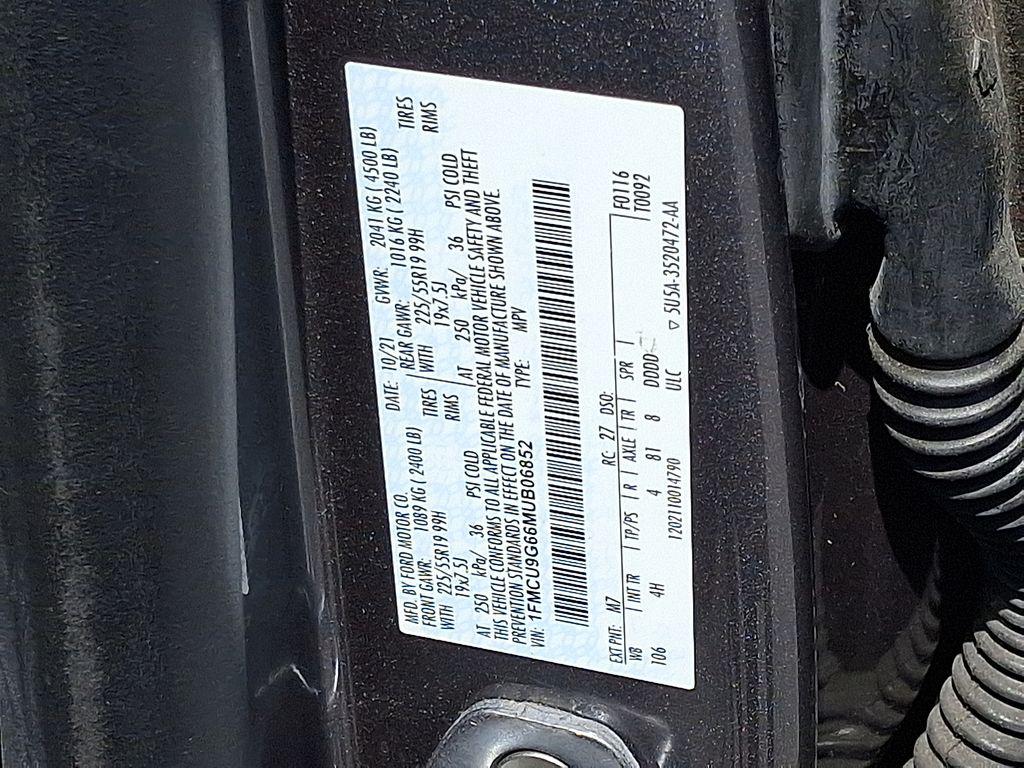 MFD. BY FORD MOTOR CO. DATE: 10/21 GVWR: 2041 KG ( 4500 LB)
FRONT GAWR: 1089 KG ( 2400 LB) REAR GAWR: 1016 KG ( 2240 LB)
WITH 225/55R19 99H TIRES WITH 225/55R19 99H TIRES
19x7.5J RIMS 19x7.5J RIMS
AT 250 kPa/ 36 PSI COLD AT 250 kPa/ 36 PSI COLD
THIS VEHICLE CONFORMS TO ALL APPLICABLE FEDERAL MOTOR VEHICLE SAFETY AND THEFT
PREVENTION STANDARDS IN EFFECT ON THE DATE OF MANUFACTURE SHOWN ABOVE.
VIN: 1FMCU9G66MUB06852 TYPE: MPV
EXT PNT: M7 RC: 27 DSO: F0116
WB INT TR TP/PS R AXLE TR SPR T0092
106 4H 4 81 8 DDDD
1202110014790 ULC ▽ 5U5A-3520472-AA